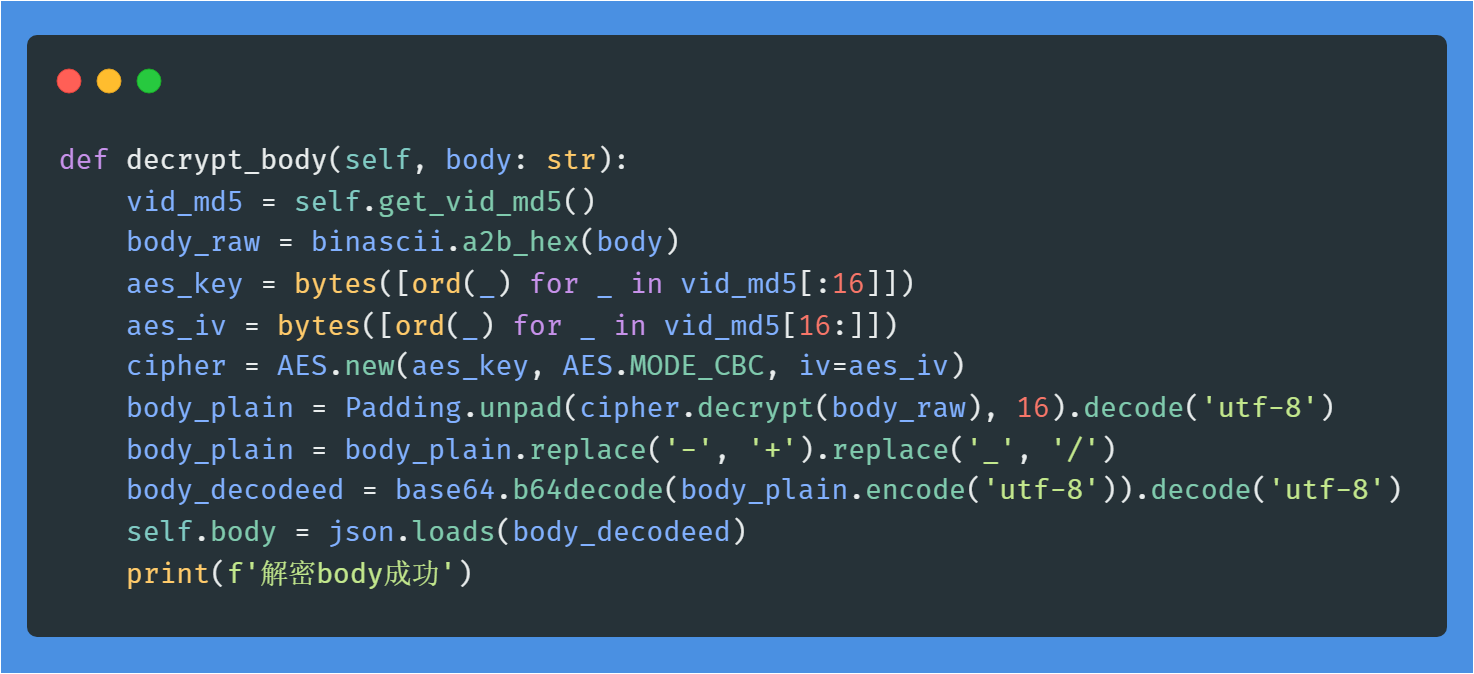 def decrypt_body(self, body: str):
    vid_md5 = self.get_vid_md5()
    body_raw = binascii.a2b_hex(body)
    aes_key = bytes([ord(_) for _ in vid_md5[:16]])
    aes_iv = bytes([ord(_) for _ in vid_md5[16:]])
    cipher = AES.new(aes_key, AES.MODE_CBC, iv=aes_iv)
    body_plain = Padding.unpad(cipher.decrypt(body_raw), 16).decode('utf-8')
    body_plain = body_plain.replace('-', '+').replace('_', '/')
    body_decodeed = base64.b64decode(body_plain.encode('utf-8')).decode('utf-8')
    self.body = json.loads(body_decodeed)
    print(f'解密body成功')